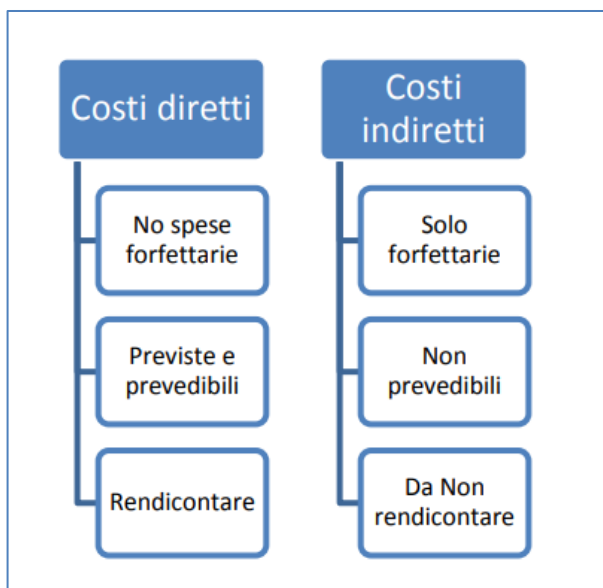 Costi diretti
No spese
forfettarie
Previste e
prevedibili
Rendicontare
Costi
indiretti
Solo
forfettarie
Non
prevedibili
Da Non
rendicontare